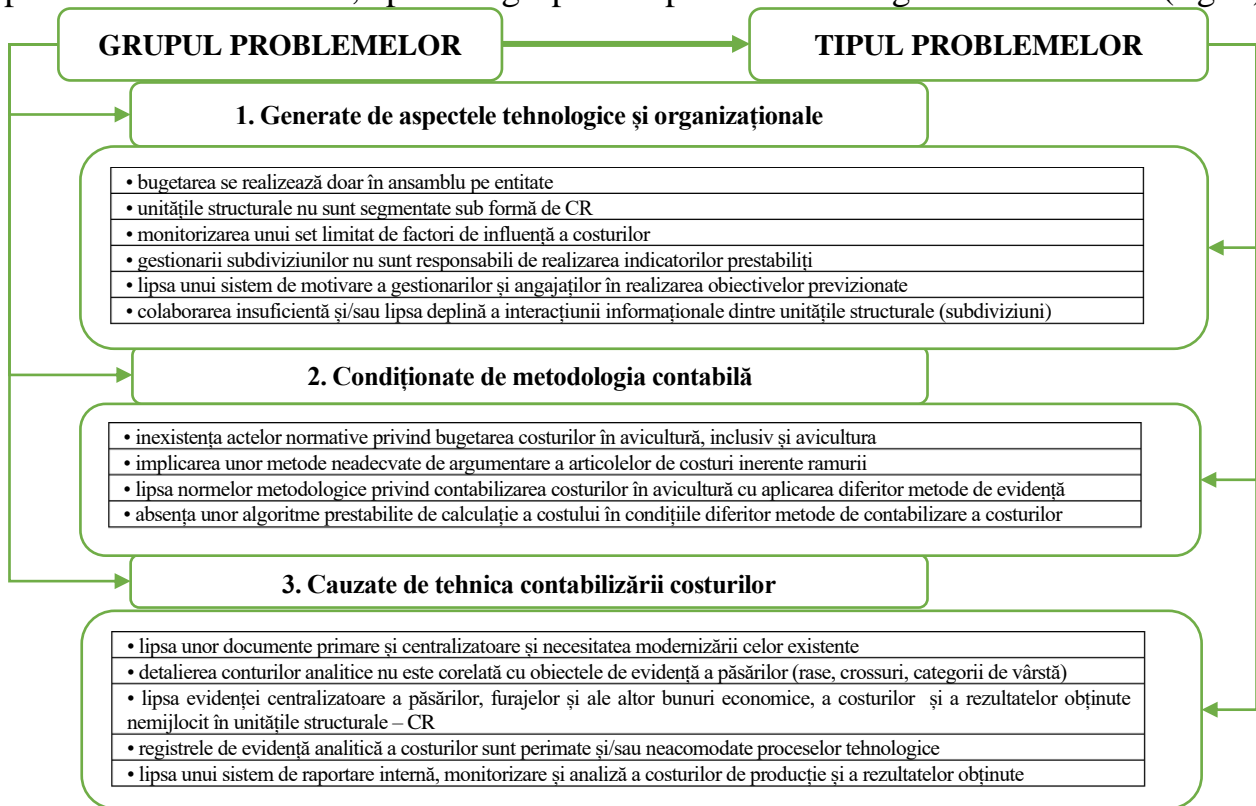 GRUPUL PROBLEMELOR
TIPUL PROBLEMELOR
1. Generate de aspectele tehnologice și organizaționale
• bugetarea se realizează doar în ansamblu pe entitate
• unitățile structurale nu sunt segmentate sub formă de CR
• monitorizarea unui set limitat de factori de influență a costurilor
• gestionarii subdiviziunilor nu sunt responsabili de realizarea indicatorilor prestabiliți
• lipsa unui sistem de motivare a gestionarilor și angajaților în realizarea obiectivelor previzionate
• colaborarea insuficientă și/sau lipsa deplină a interacțiunii informaționale dintre unitățile structurale (subdiviziuni)
2. Condiționate de metodologia contabilă
• inexistența actelor normative privind bugetarea costurilor în avicultură, inclusiv și avicultura
• implicarea unor metode neadecvate de argumentare a articolelor de costuri inerente ramurii
• lipsa normelor metodologice privind contabilizarea costurilor în avicultură cu aplicarea diferitor metode de evidență
• absența unor algoritme prestabilite de calculație a costului în condițiile diferitor metode de contabilizare a costurilor
3. Cauzate de tehnica contabilizării costurilor
• lipsa unor documente primare și centralizatoare și necesitatea modernizării celor existente
• detalierea conturilor analitice nu este corelată cu obiectele de evidență a păsărilor (rase, crossuri, categorii de vârstă)
• lipsa evidenței centralizatoare a păsărilor, furajelor și ale altor bunuri economice, a costurilor și a rezultatelor obținute
nemijlocit în unitățile structurale – CR
• registrele de evidență analitică a costurilor sunt perimate și/sau neacomodate proceselor tehnologice
• lipsa unui sistem de raportare internă, monitorizare și analiză a costurilor de producție și a rezultatelor obținute